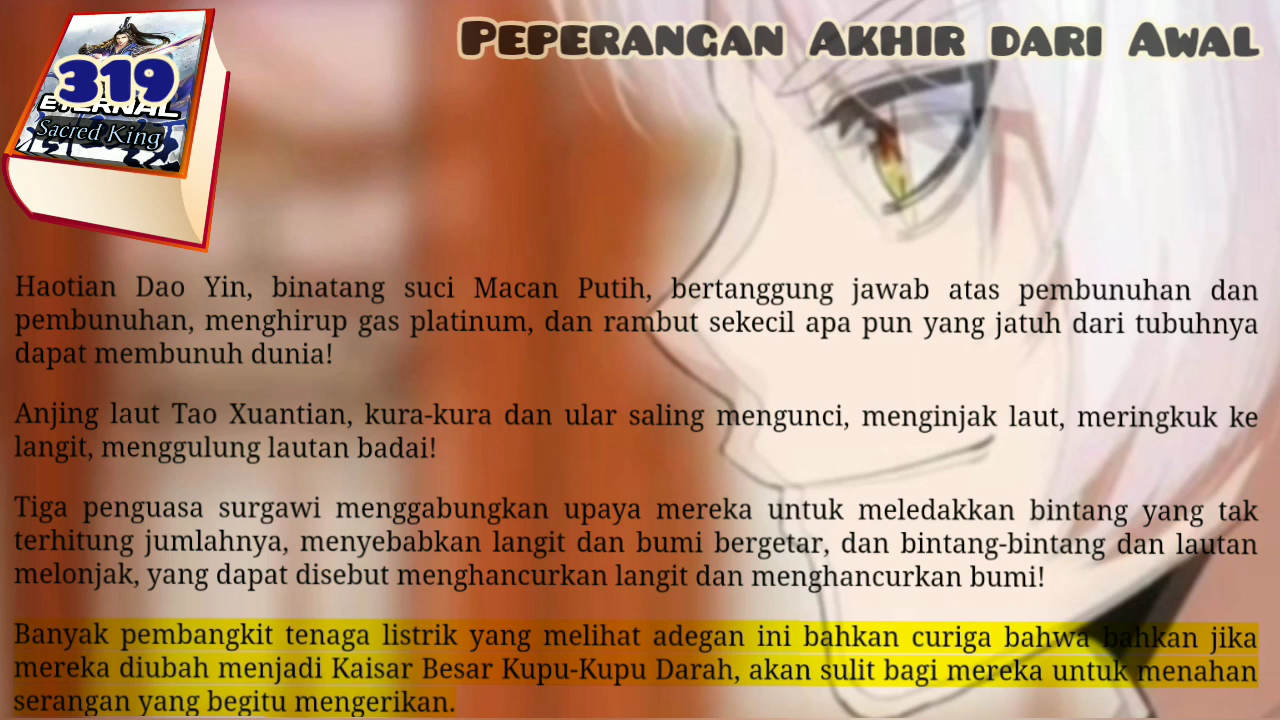 Peperangan Akhir dari Awal
319
ETERNAL
Sacred King
Haotian Dao Yin, binatang suci Macan Putih, bertanggung jawab atas pembunuhan dan
pembunuhan, menghirup gas platinum, dan rambut sekecil apa pun yang jatuh dari tubuhnya
dapat membunuh dunia!
Anjing laut Tao Xuantian, kura-kura dan ular saling mengunci, menginjak laut, meringkuk ke
langit, menggulung lautan badai!
Tiga penguasa surgawi menggabungkan upaya mereka untuk meledakkan bintang yang tak
terhitung jumlahnya, menyebabkan langit dan bumi bergetar, dan bintang-bintang dan lautan
melonjak, yang dapat disebut menghancurkan langit dan menghancurkan bumi!
Banyak pembangkit tenaga listrik yang melihat adegan ini bahkan curiga bahwa bahkan jika
mereka diubah menjadi Kaisar Besar Kupu-Kupu Darah, akan sulit bagi mereka untuk menahan
serangan yang begitu mengerikan.